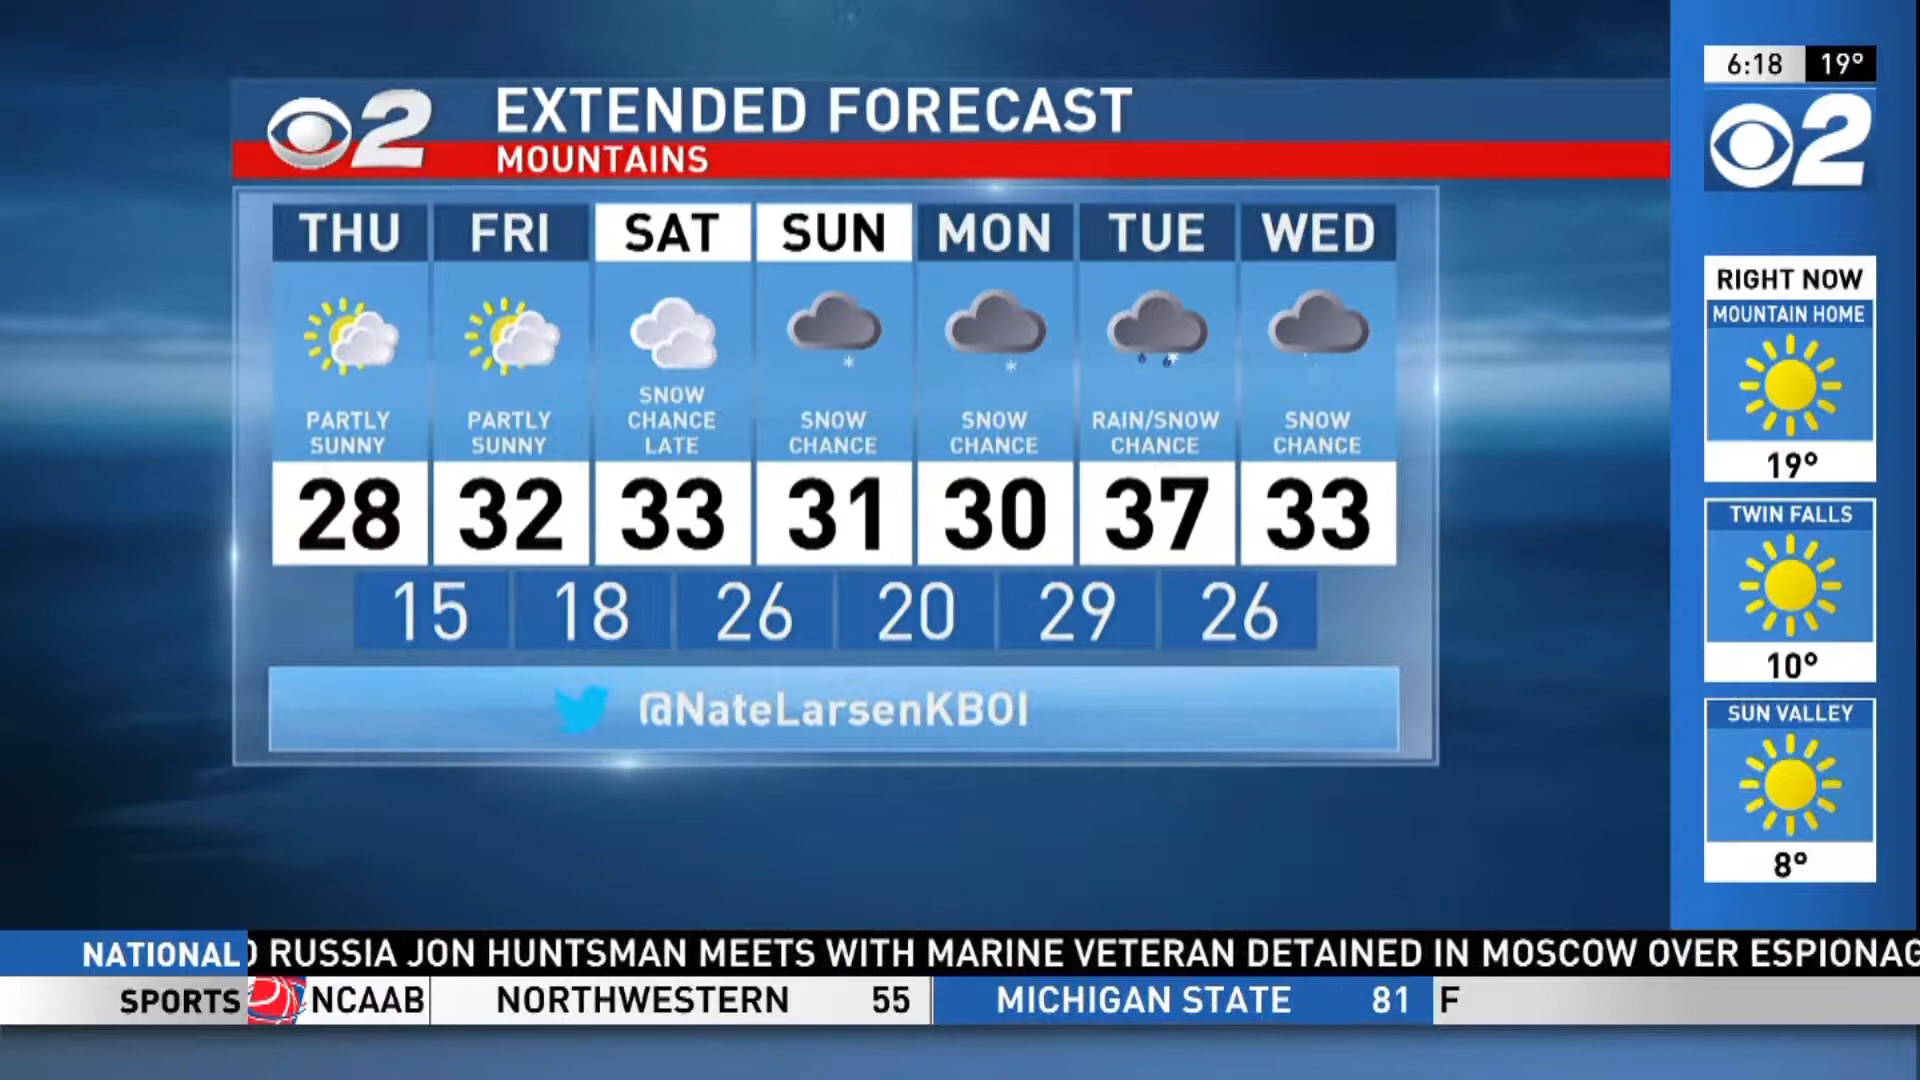 2
EXTENDED FORECAST
MOUNTAINS
THU FRI SAT SUN MON TUE WED
PARTLY SUNNY
PARTLY SUNNY
SNOW CHANCE LATE
SNOW CHANCE
SNOW CHANCE
RAIN/SNOW CHANCE
SNOW CHANCE
28 32 33 31 30 37 33
15 18 26 20 29 26
@NateLarsenKBOI
6:18 19°
2
RIGHT NOW
MOUNTAIN HOME
19°
TWIN FALLS
10°
SUN VALLEY
8°
NATIONAL RUSSIA JON HUNTSMAN MEETS WITH MARINE VETERAN DETAINED IN MOSCOW OVER ESPIONAG
SPORTS NCAAB NORTHWESTERN 55 MICHIGAN STATE 81 F